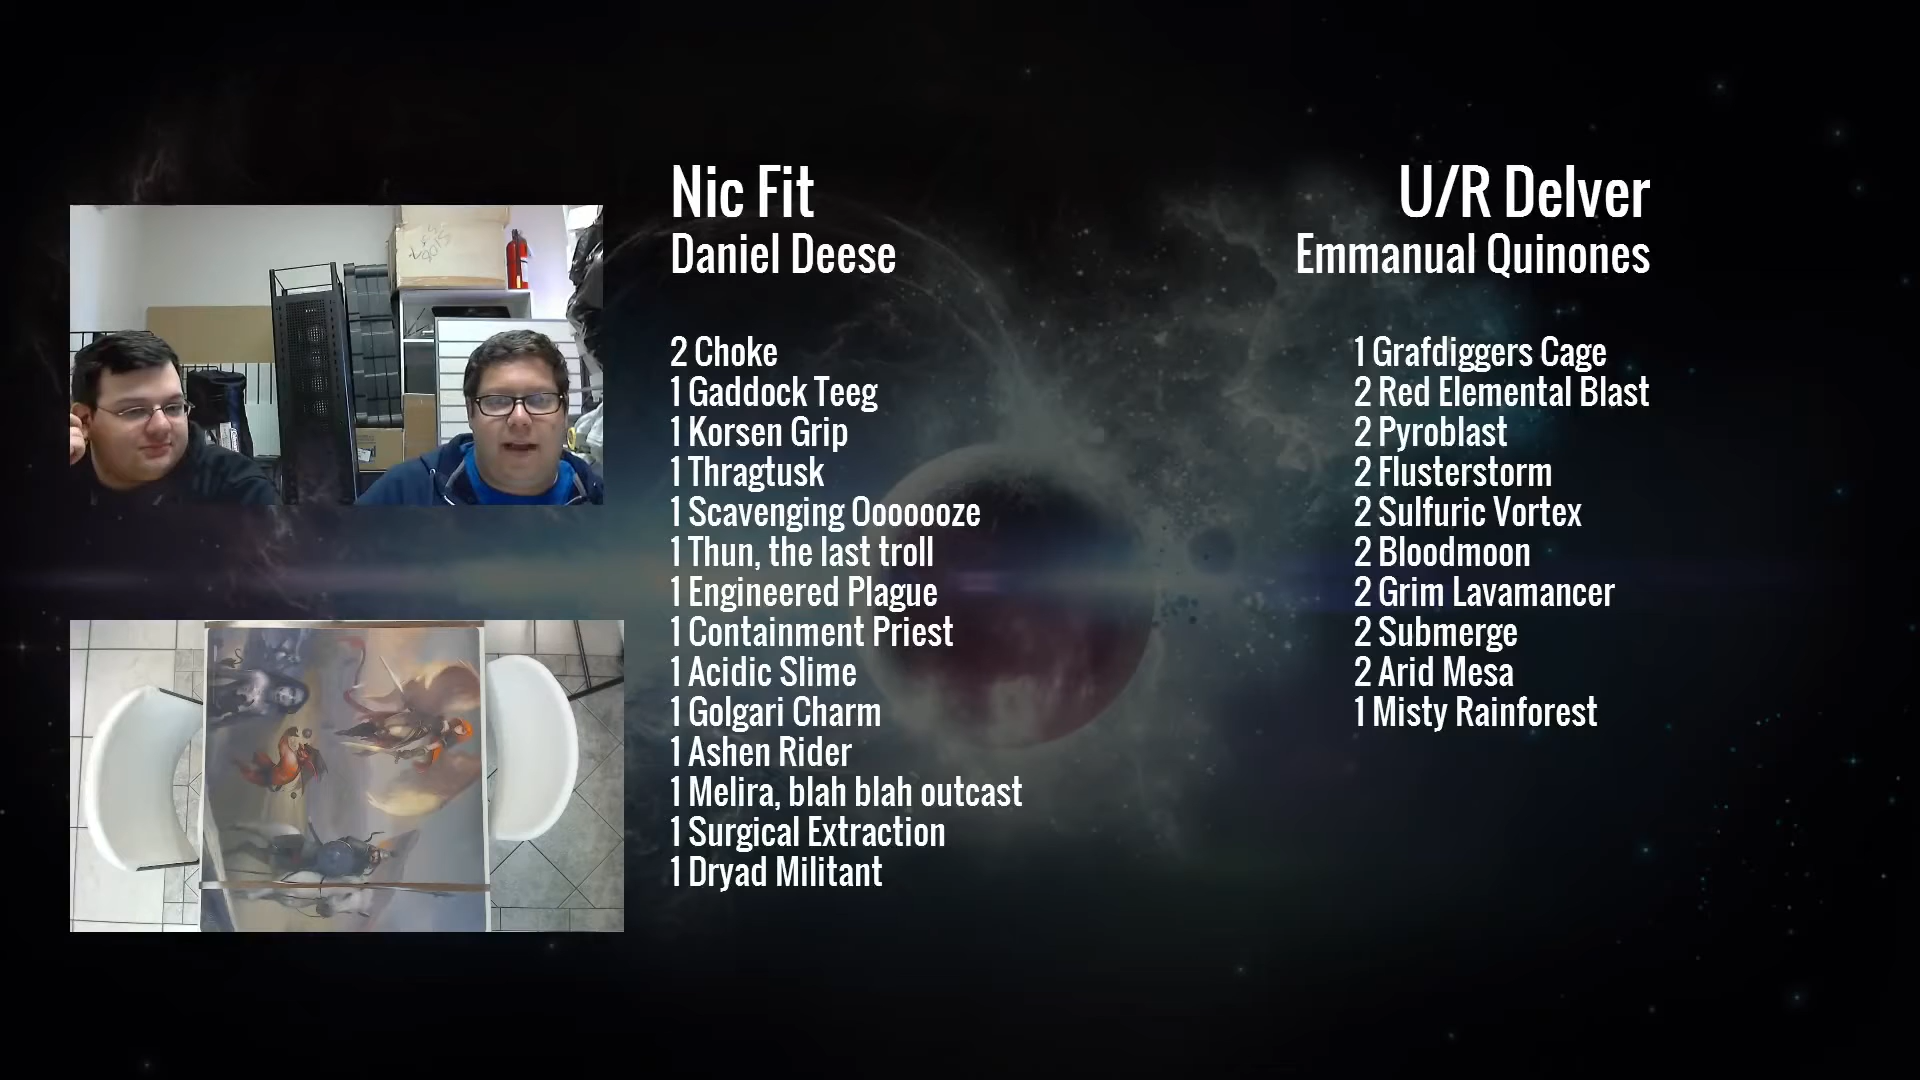 Nic Fit
Daniel Deese
2 Choke
1 Gaddock Teeg
1 Korsen Grip
1 Thragtusk
1 Scavenging Ooooooze
1 Thun, the last troll
1 Engineered Plague
1 Containment Priest
1 Acidic Slime
1 Golgari Charm
1 Ashen Rider
1 Melira, blah blah outcast
1 Surgical Extraction
1 Dryad Militant
U/R Delver
Emmanual Quinones
1 Grafdiggers Cage
2 Red Elemental Blast
2 Pyroblast
2 Flusterstorm
2 Sulfuric Vortex
2 Bloodmoon
2 Grim Lavamancer
2 Submerge
2 Arid Mesa
1 Misty Rainforest